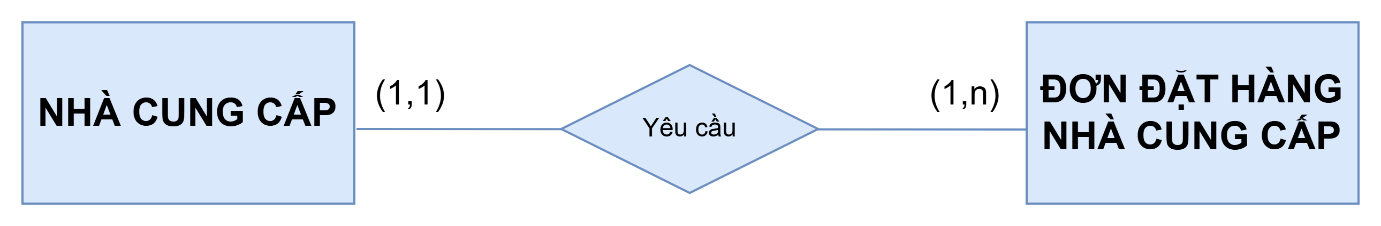 NHÀ CUNG CẤP
(1,1)
Yêu cầu
(1,n)
ĐƠN ĐẶT HÀNG
NHÀ CUNG CẤP